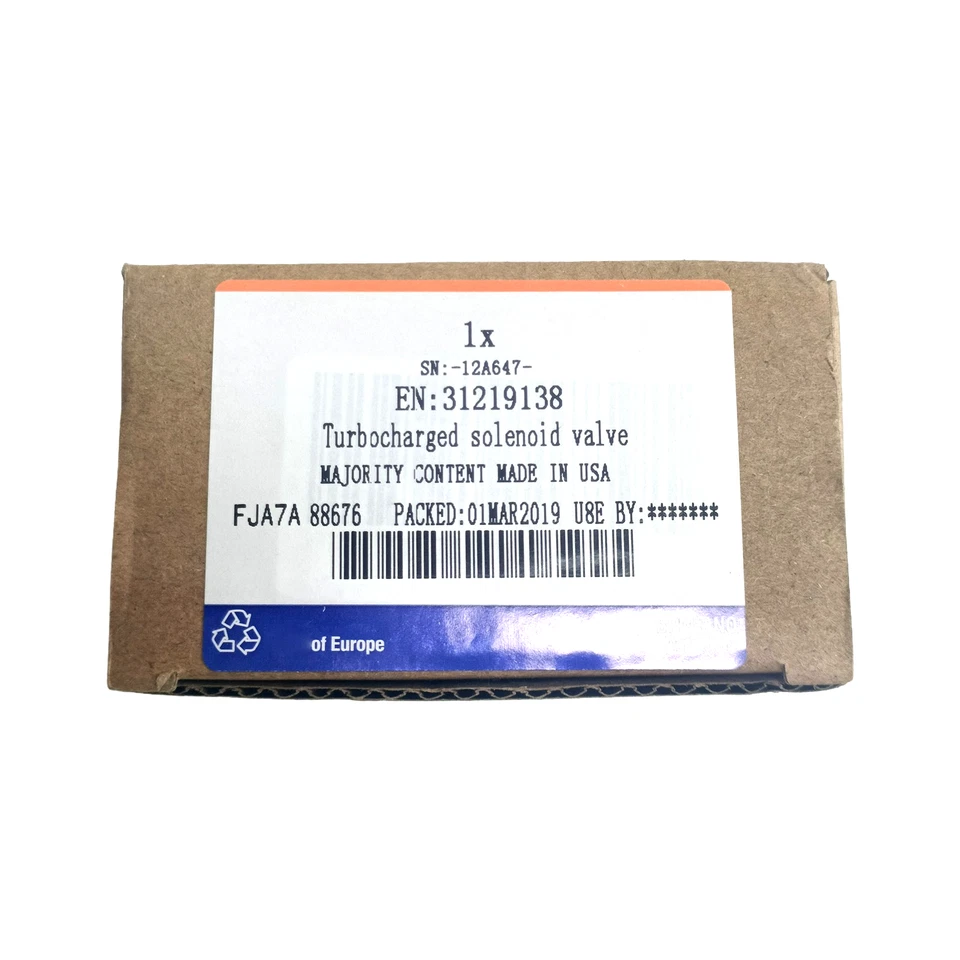 1x
SN:-12A647-
EN:31219138
Turbocharged solenoid valve
MAJORITY CONTENT MADE IN USA
FJA7A 88676 PACKED:01MAR2019 U8E BY:*******
of Europe